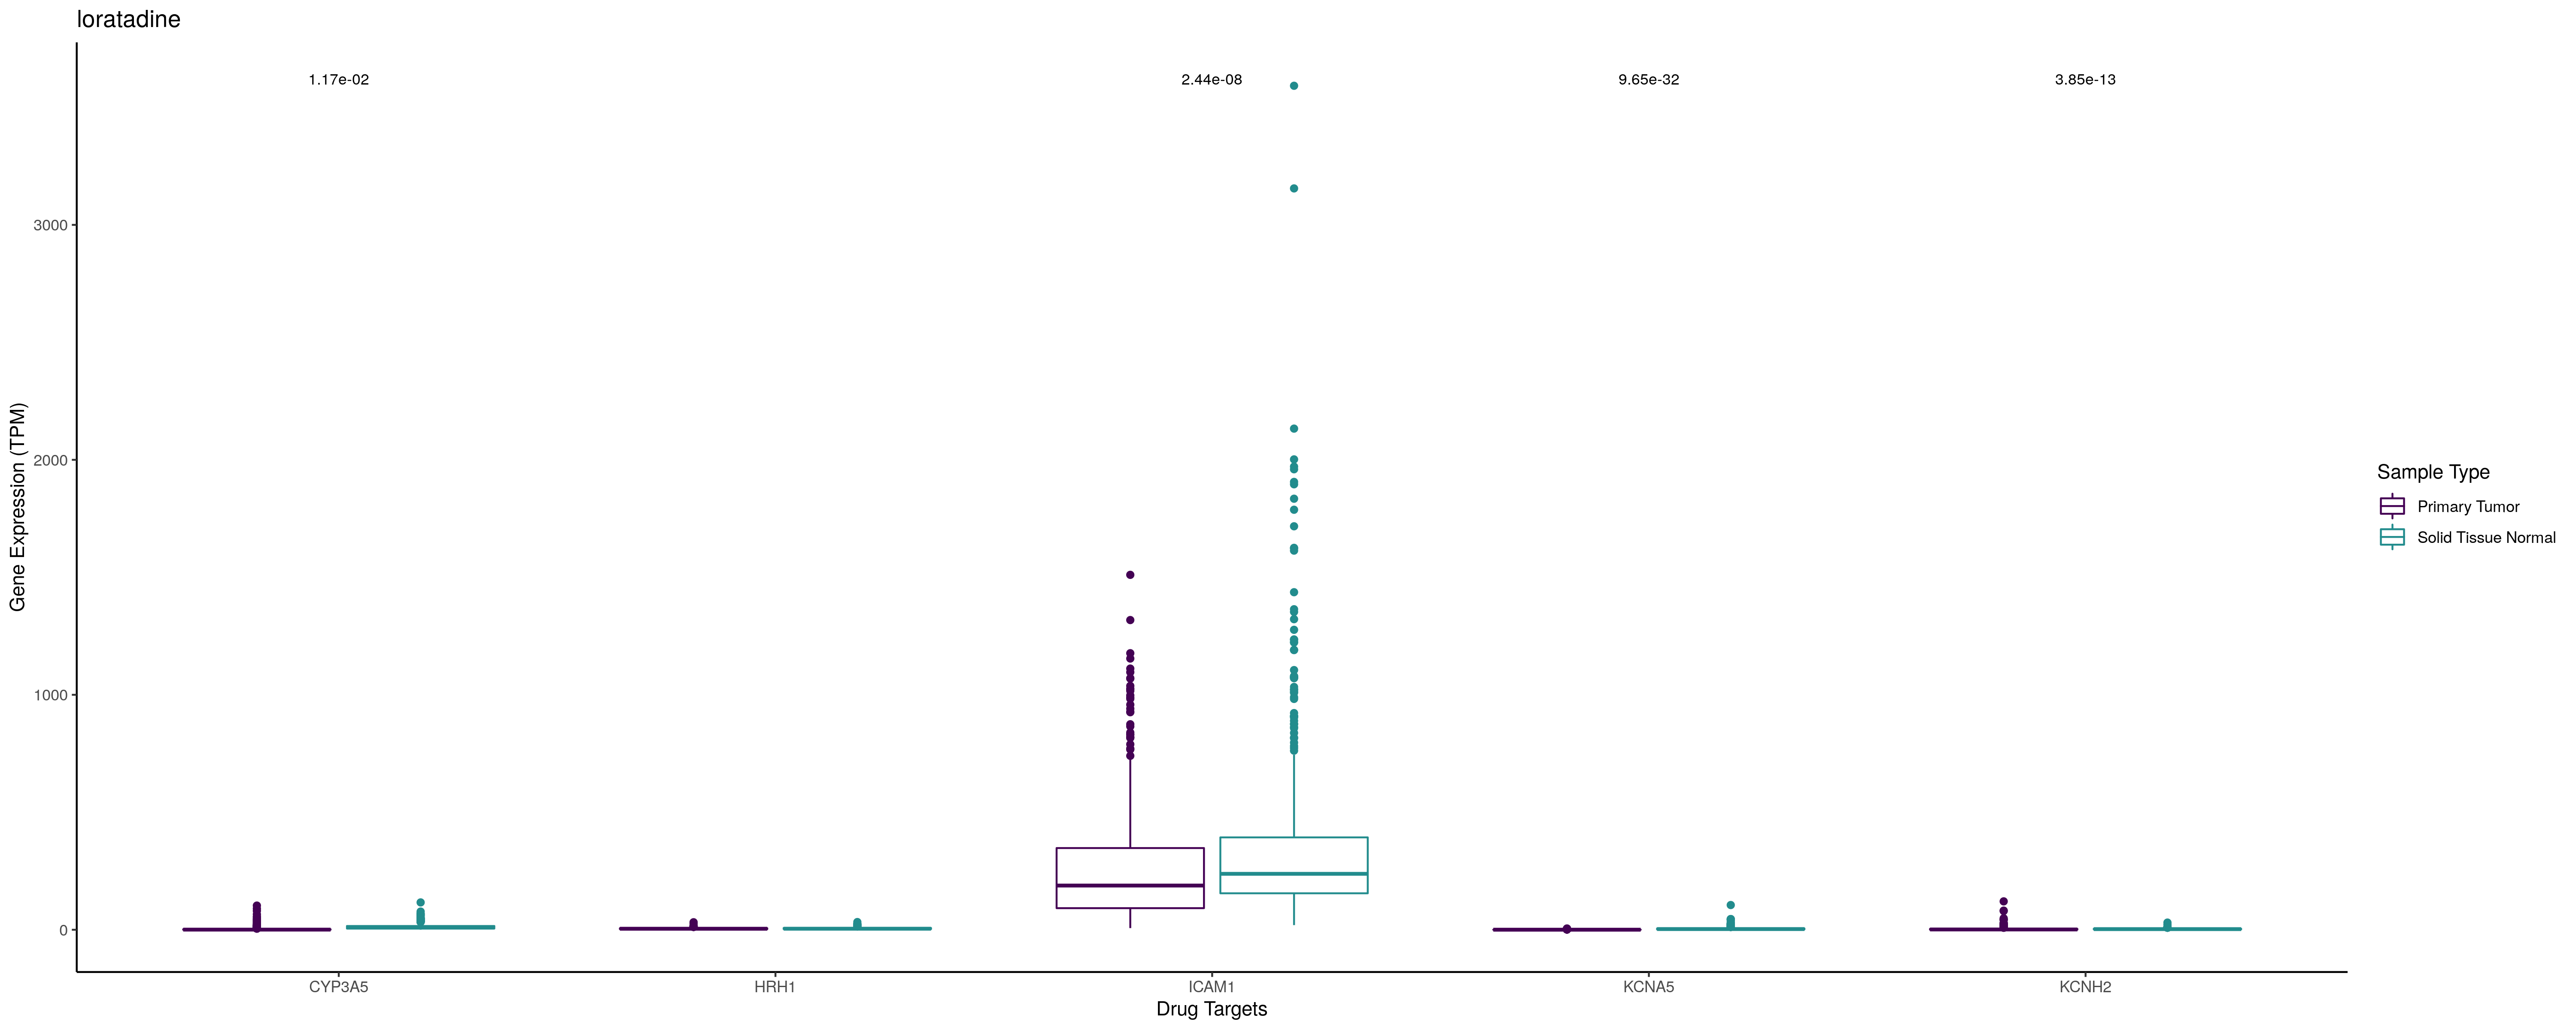 loratadine
1.17e-02
2.44e-08
9.65e-32
3.85e-13
Gene Expression (TPM)
3000
2000
1000
0
CYP3A5
HRH1
ICAM1
KCNA5
KCNH2
Drug Targets
Sample Type
Primary Tumor
Solid Tissue Normal